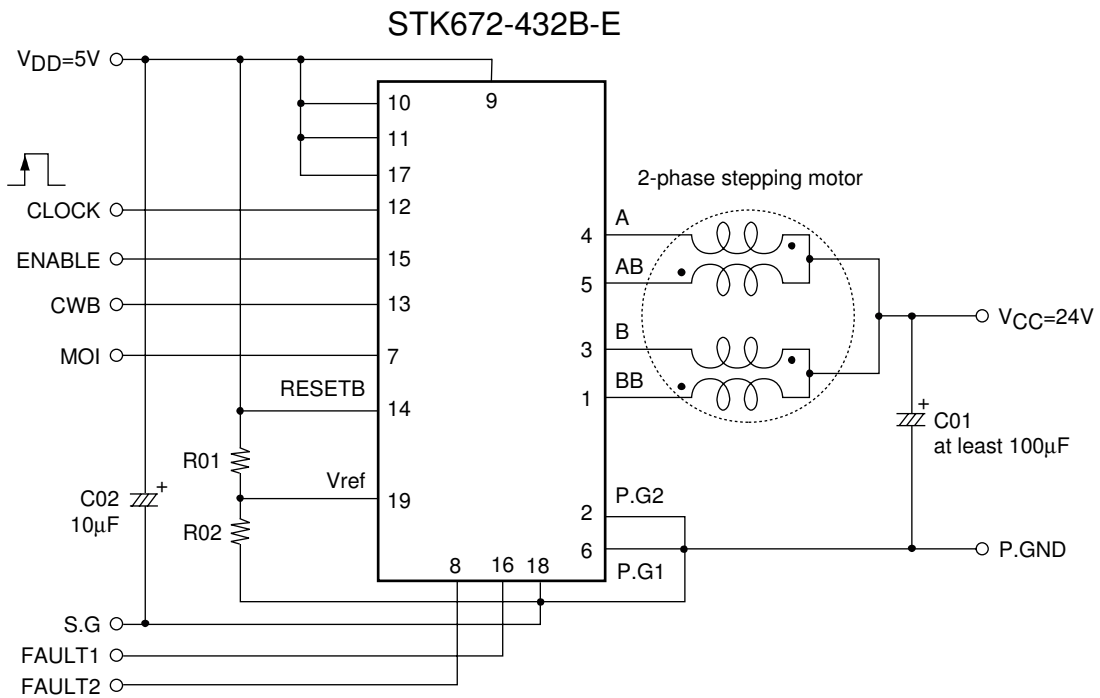 STK672-432B-E
VDD=5V
9
10
11
17
2-phase stepping motor
CLOCK
12
A
4
ENABLE
15
AB
5
CWB
13
VCC=24V
B
3
MOI
7
BB
1
RESETB
14
+
C01
at least 100µF
R01
Vref
19
+
C02
10µF
R02
P.G2
2
6
P.GND
P.G1
8
16
18
S.G
FAULT1
FAULT2